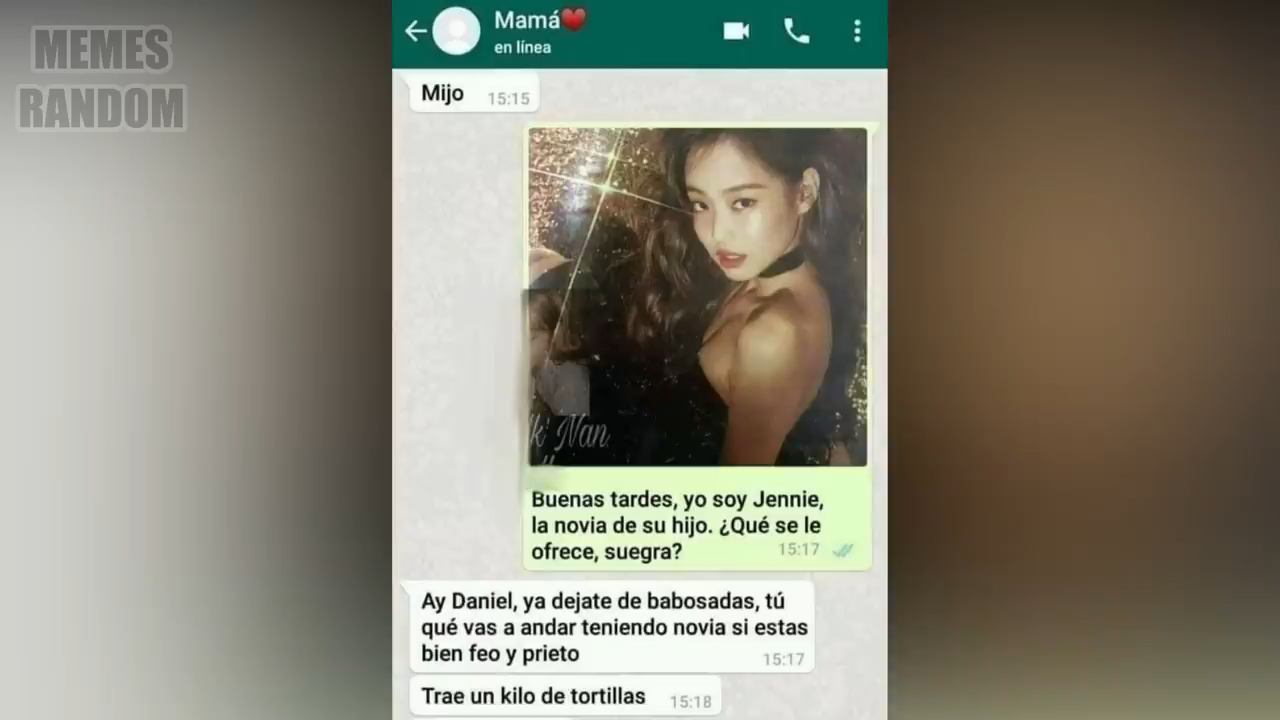 MEMES
RANDOM
Mamá❤️
en línea
Mijo 15:15
k' Nan
Buenas tardes, yo soy Jennie,
la novia de su hijo. ¿Qué se le
ofrece, suegra? 15:17
Ay Daniel, ya dejate de babosadas, tú
qué vas a andar teniendo novia si estas
bien feo y prieto 15:17
Trae un kilo de tortillas 15:18